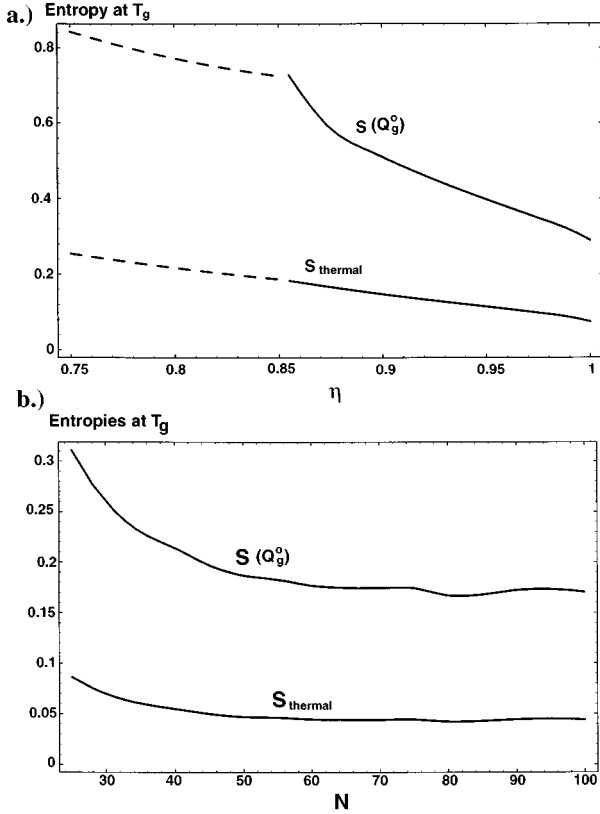 a.)
Entropy at Tg
0.8
0.6
0.4
0.2
0
S (Q°g)
S thermal
0.75
0.8
0.85
0.9
0.95
1
η
b.)
Entropies at Tg
0.3
0.25
0.2
0.15
0.1
0.05
0
S (Q°g)
S thermal
30
40
50
60
70
80
90
100
N